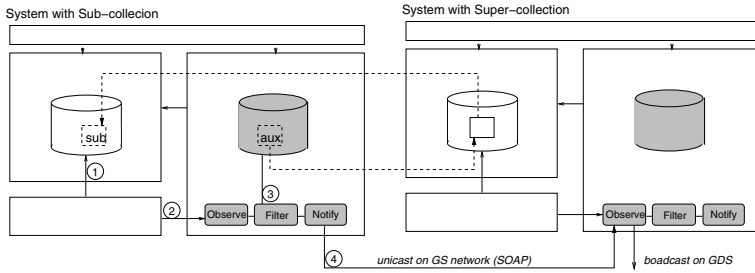 System with Sub-collecion
System with Super-collection
sub
aux
1
3
2
Observe
Filter
Notify
Observe
Filter
Notify
4
unicast on GS network (SOAP)
boadcast on GDS